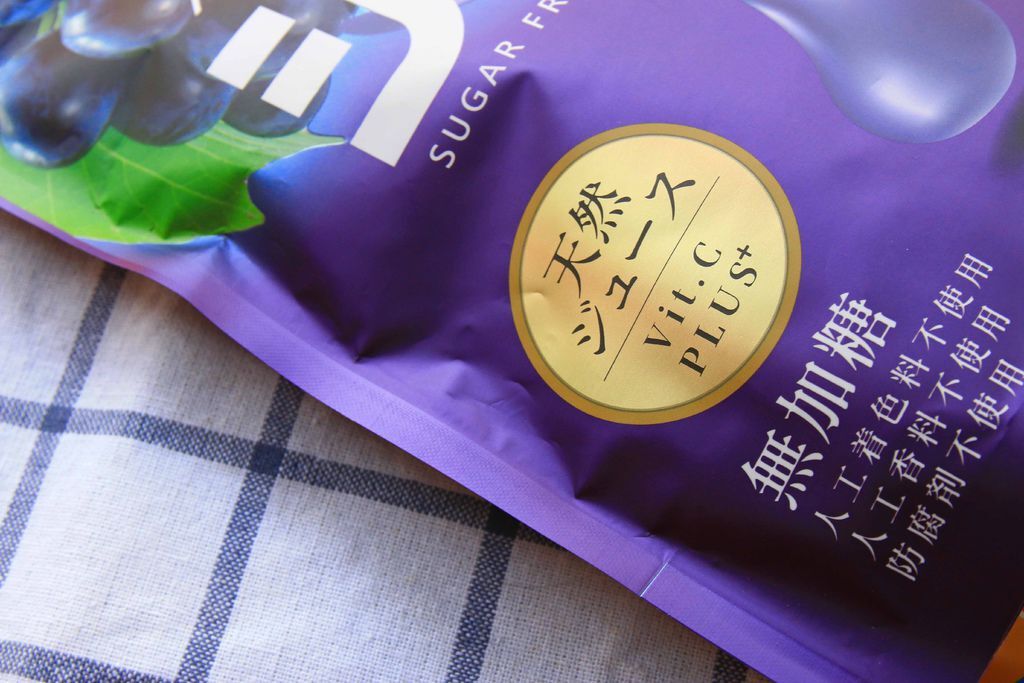 ミ
SUGAR FR
天然
ジュース
Vit.C
PLUS+
無加糖
人工着色料不使用
人工香料不使用
防腐剤不使用